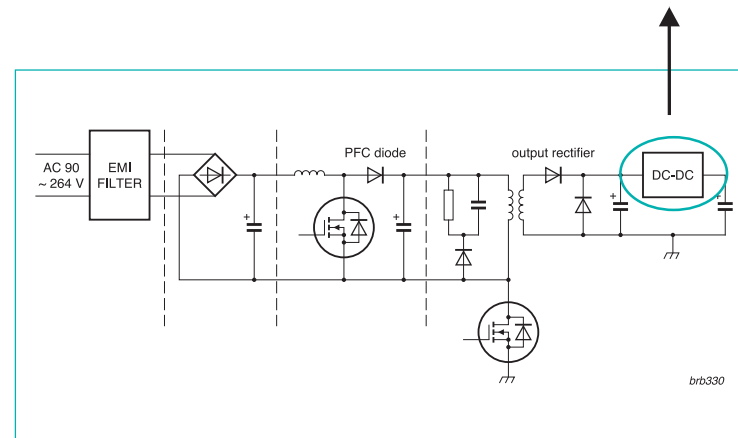 AC 90
~ 264 V
EMI
FILTER
PFC diode
output rectifier
DC-DC
+
+
+
+
brb330